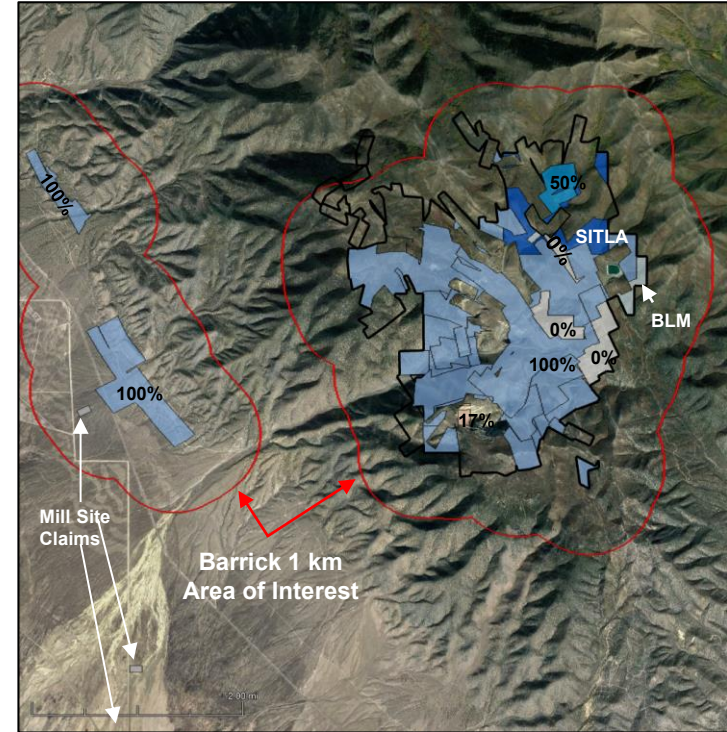 100%
50%
0%
SITLA
BLM
0%
100%
0%
100%
17%
Mill Site
Claims
Barrick 1 km
Area of Interest
2.00 mi